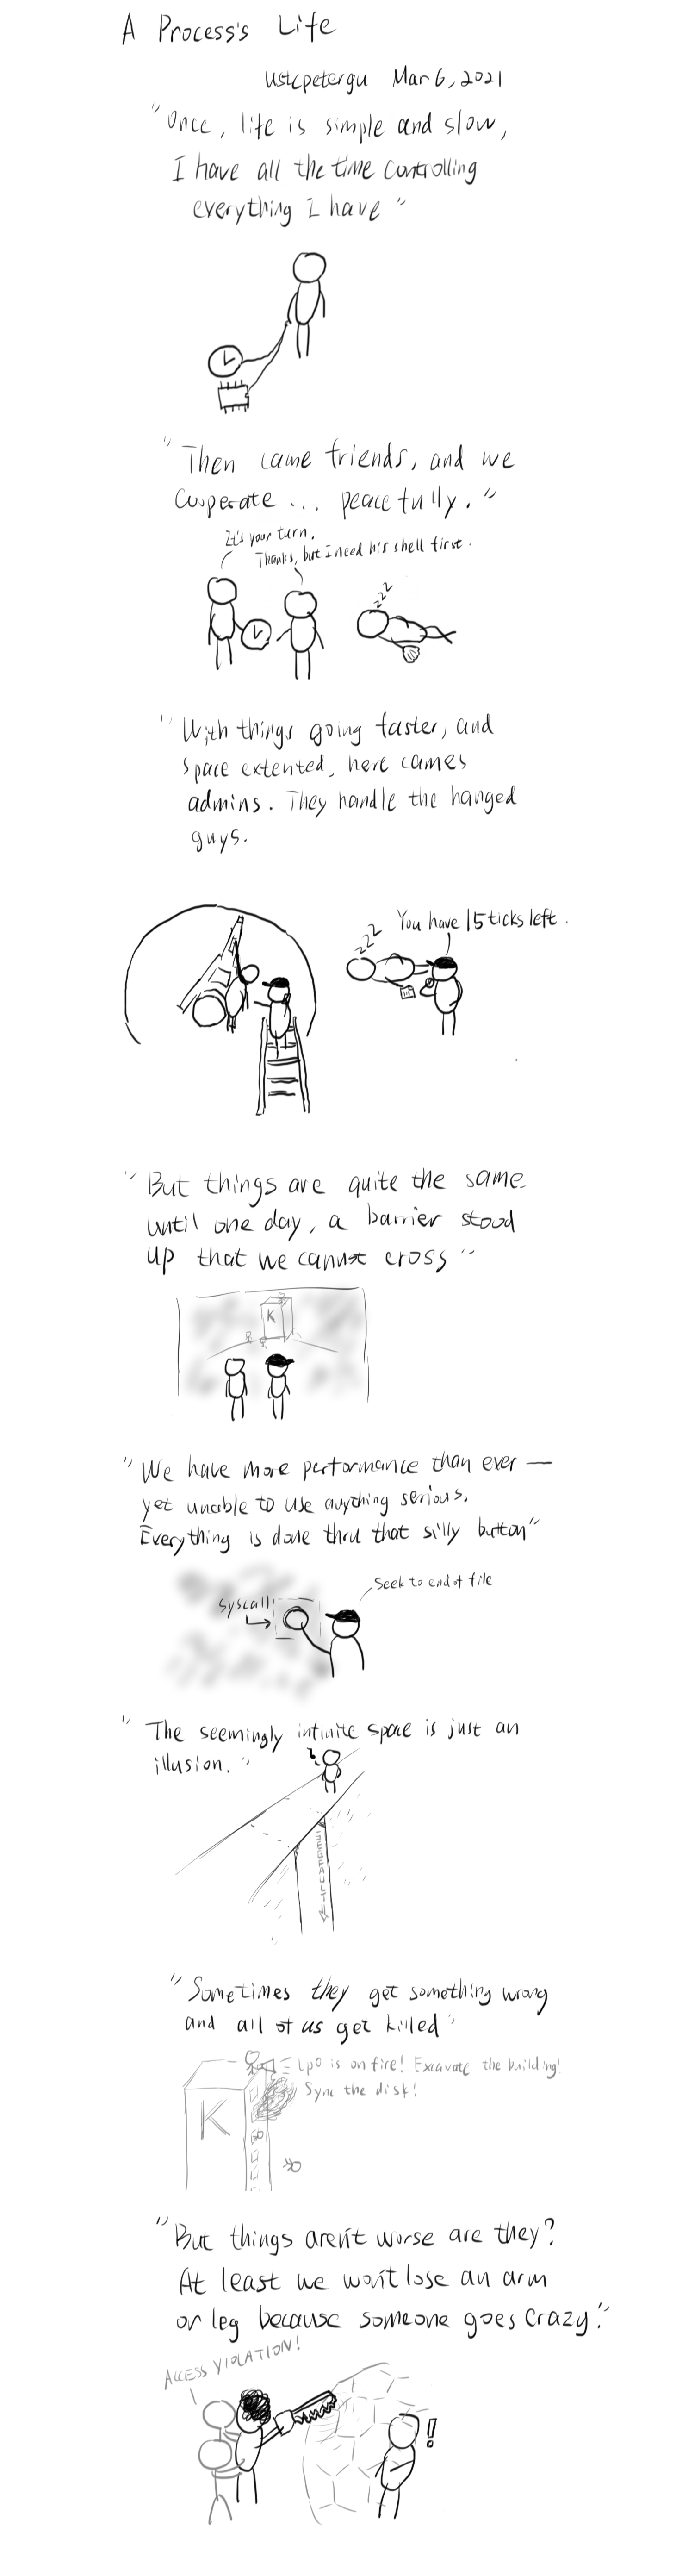 A Process's Life
ustcpetergu Mar 6, 2021
"Once, life is simple and slow,
I have all the time controlling
everything I have"
"Then came friends, and we
cooperate ... peacefully."
It's your turn.
Thanks, but I need his shell first.
zzz
"With things going faster, and
space extented, here cames
admins. They handle the hanged
guys.
zzz
You have 15 ticks left.
"But things are quite the same
until one day, a barrier stood
up that we cannot cross"
K
"We have more performance than ever —
yet unable to use anything serious.
Everything is done thru that silly button"
Seek to end of file
Syscall
"The seemingly infinite space is just an
illusion."
SEGFAULT
"Sometimes they get something wrong
and all of us get killed"
lp0 is on fire! Excavate the building!
Sync the disk!
K
"But things aren't worse are they?
At least we won't lose an arm
or leg because someone goes crazy."
ACCESS VIOLATION!
!